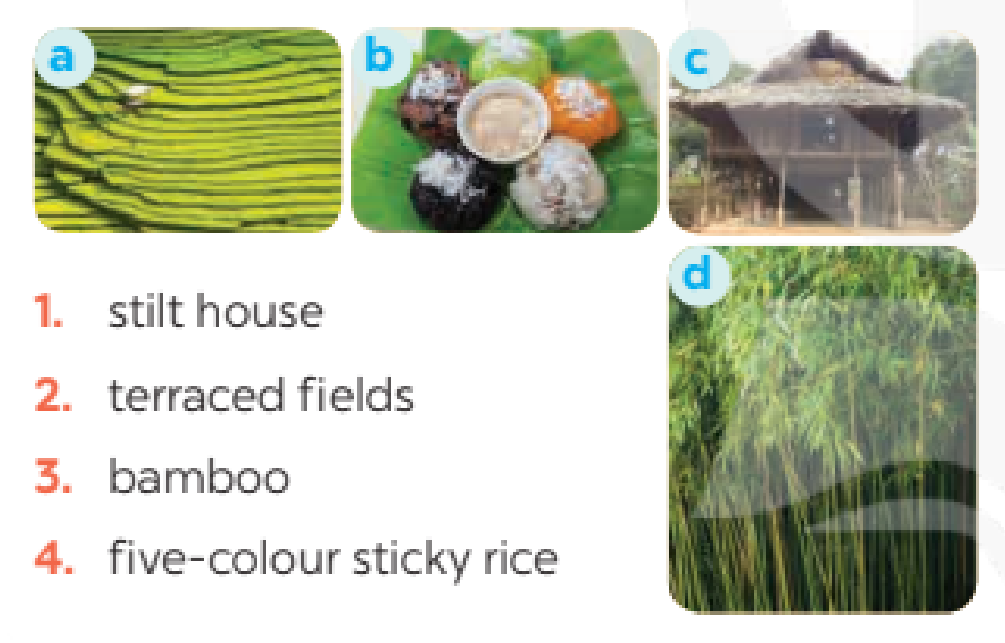 a
b
c
d
1. stilt house
2. terraced fields
3. bamboo
4. five-colour sticky rice